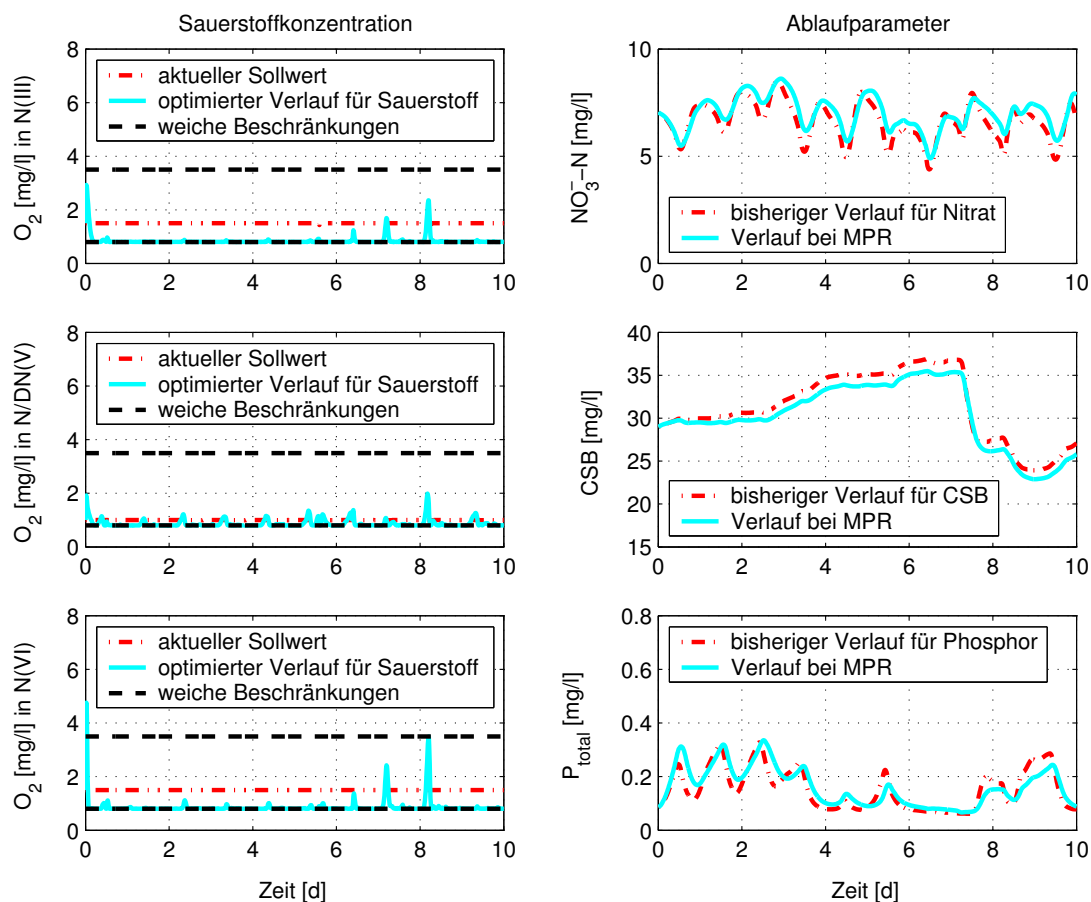 Sauerstoffkonzentration
Ablaufparameter
O2 [mg/l] in N(III)
8
6
4
2
0
aktueller Sollwert
optimierter Verlauf für Sauerstoff
weiche Beschränkungen
0 2 4 6 8 10
NO3−–N [mg/l]
10
5
0
bisheriger Verlauf für Nitrat
Verlauf bei MPR
0 2 4 6 8 10
O2 [mg/l] in N/DN(V)
8
6
4
2
0
aktueller Sollwert
optimierter Verlauf für Sauerstoff
weiche Beschränkungen
0 2 4 6 8 10
CSB [mg/l]
40
35
30
25
20
15
bisheriger Verlauf für CSB
Verlauf bei MPR
0 2 4 6 8 10
O2 [mg/l] in N(VI)
8
6
4
2
0
aktueller Sollwert
optimierter Verlauf für Sauerstoff
weiche Beschränkungen
0 2 4 6 8 10
Zeit [d]
Ptotal [mg/l]
0.8
0.6
0.4
0.2
0
bisheriger Verlauf für Phosphor
Verlauf bei MPR
0 2 4 6 8 10
Zeit [d]